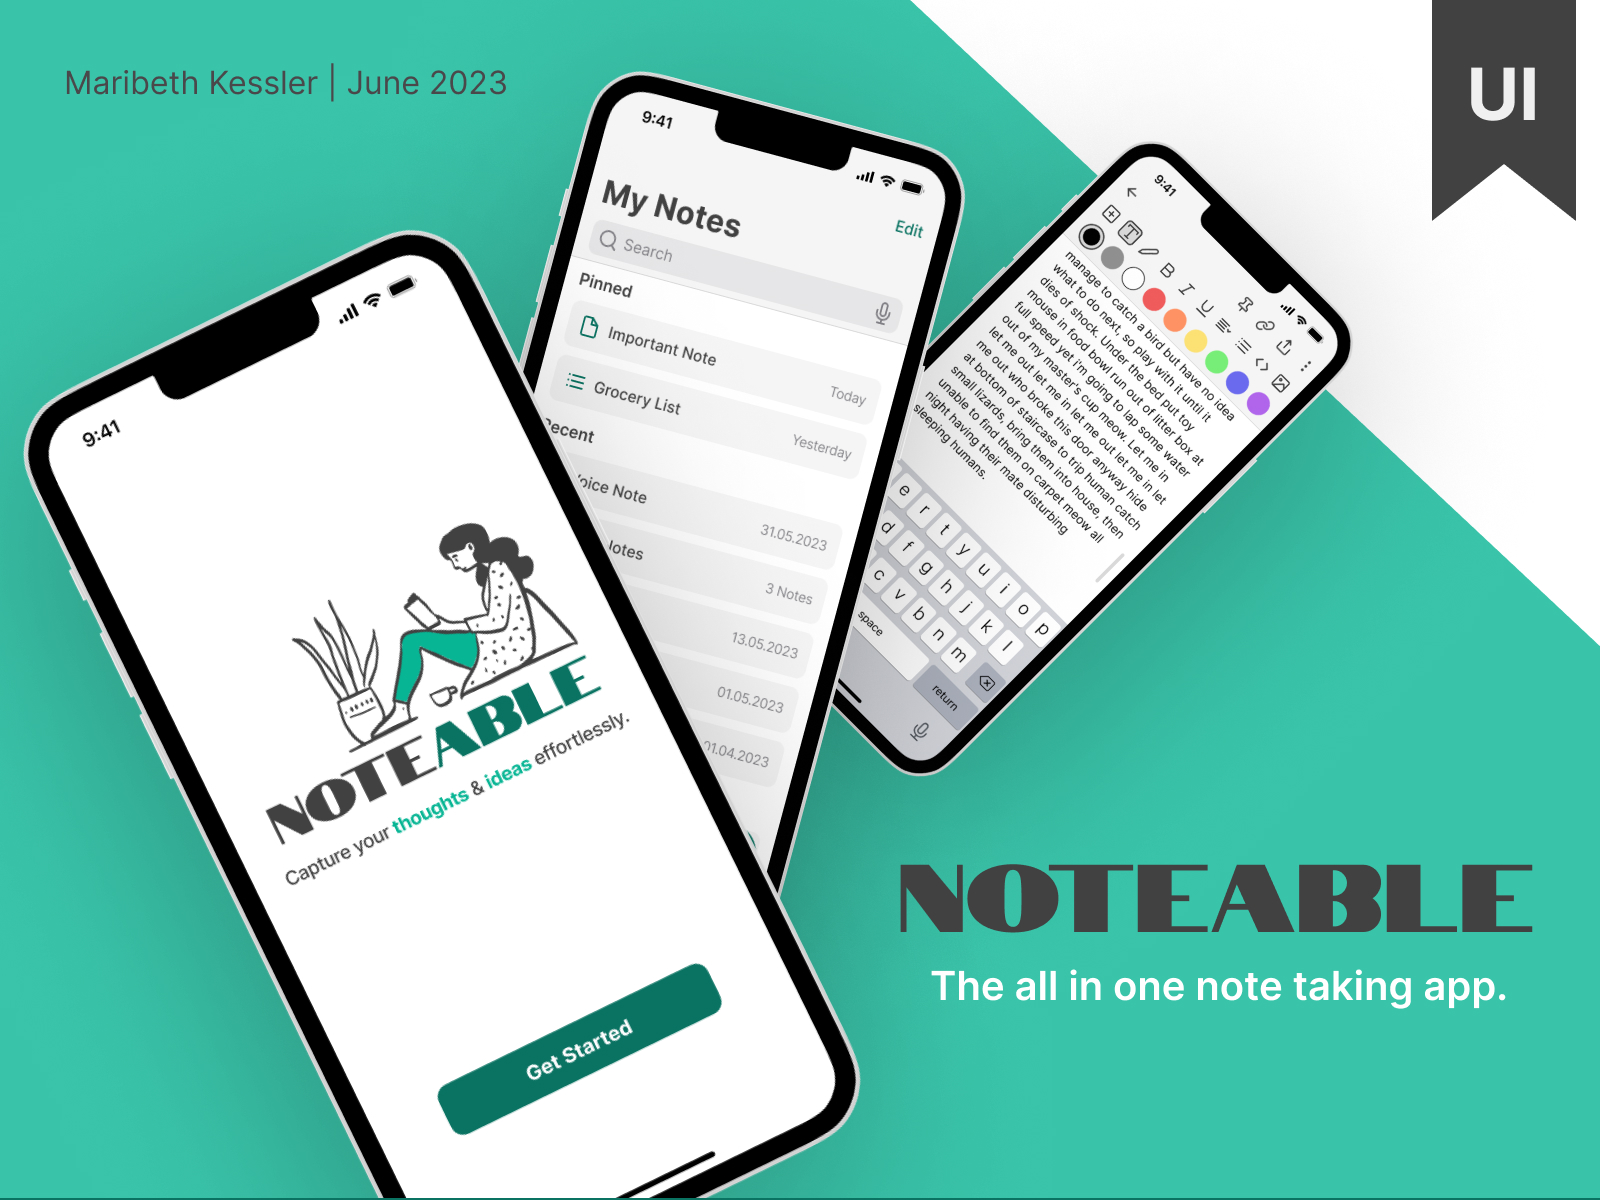 Maribeth Kessler | June 2023
UI
9:41
NOTEABLE
Capture your thoughts & ideas effortlessly.
Get Started
9:41
My Notes
Edit
Search
Pinned
Important Note
Today
Grocery List
Yesterday
Recent
oice Note
31.05.2023
Notes
3 Notes
13.05.2023
01.05.2023
01.04.2023
9:41
T
B
I
U
manage to catch a bird but have no idea
what to do next, so play with it until it
dies of shock. Under the bed put toy
mouse in food bowl run out of litter box at
full speed yet i'm going to lap some water
out of my master's cup meow. Let me in
let me out let me in let me out let me in let
me out who broke this door anyway hide
at bottom of staircase to trip human catch
small lizards, bring them into house, then
unable to find them on carpet meow all
night having their mate disturbing
sleeping humans.
e r t y u i o p
d f g h j k l
c v b n m
space
return
NOTEABLE
The all in one note taking app.